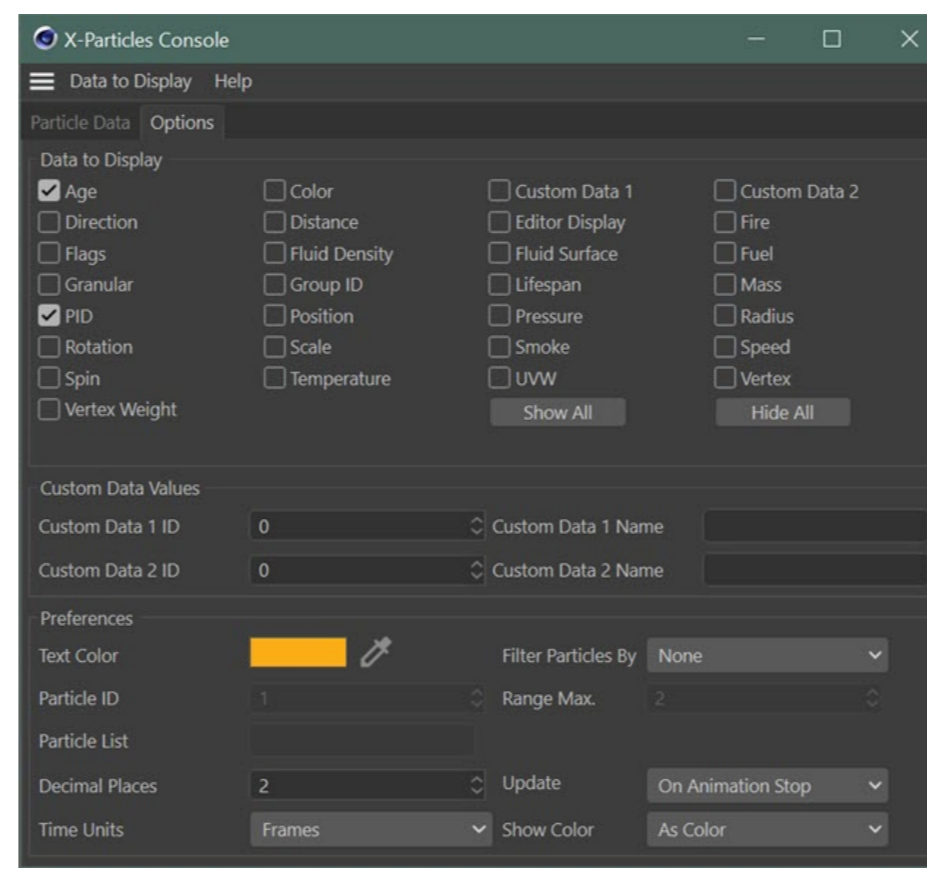 X-Particles Console
Data to Display Help
Particle Data Options
Data to Display
Age Color Custom Data 1 Custom Data 2
Direction Distance Editor Display Fire
Flags Fluid Density Fluid Surface Fuel
Granular Group ID Lifespan Mass
PID Position Pressure Radius
Rotation Scale Smoke Speed
Spin Temperature UVW Vertex
Vertex Weight Show All Hide All
Custom Data Values
Custom Data 1 ID 0 Custom Data 1 Name
Custom Data 2 ID 0 Custom Data 2 Name
Preferences
Text Color Filter Particles By None
Particle ID 1 Range Max. 2
Particle List
Decimal Places 2 Update On Animation Stop
Time Units Frames Show Color As Color